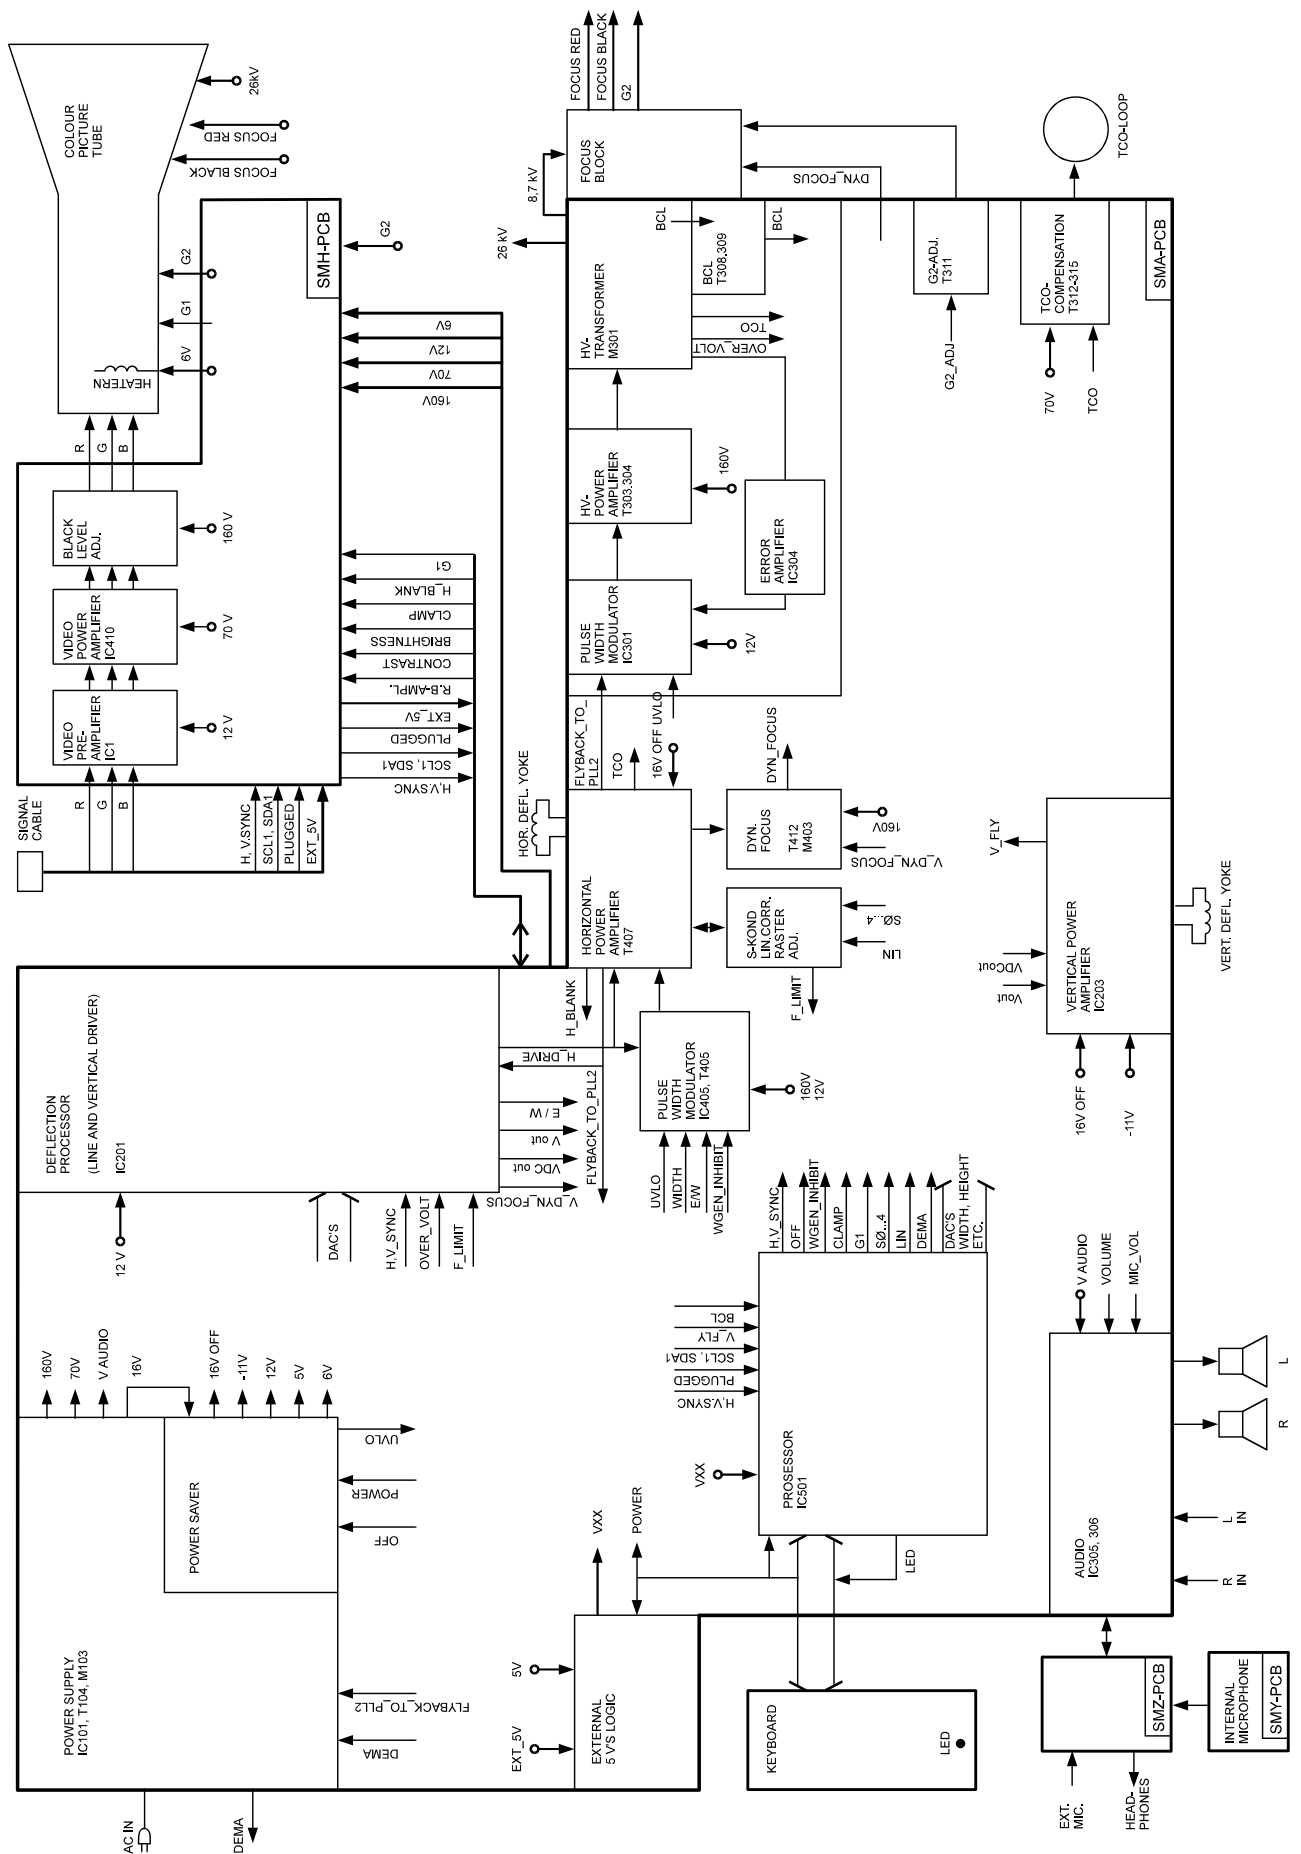 AC IN
DEMA
POWER SUPPLY
IC101, T104, M103
POWER SAVER
DEMA
FLYBACK_TO_PLL2
OFF
POWER
UVLO
160V
70V
V AUDIO
16V
16V OFF
-11V
12V
5V
6V
DEFLECTION
PROCESSOR
(LINE AND VERTICAL DRIVER)
IC201
12 V
DAC'S
H,V_SYNC
OVER_VOLT
F_LIMIT
V_DYN_FOCUS
VDC out
V out
E / W
H_DRIVE
FLYBACK_TO_PLL2
H_BLANK
SIGNAL
CABLE
R
G
B
H, V.SYNC
SCL1, SDA1
PLUGGED
EXT_5V
VIDEO
PRE-
AMPLIFIER
IC1
12 V
VIDEO
POWER
AMPLIFIER
IC410
70 V
BLACK
LEVEL
ADJ.
160 V
R
G
B
H,V.SYNC
SCL1, SDA1
PLUGGED
EXT_5V
R.B-AMPL.
CONTRAST
BRIGHTNESS
CLAMP
H_BLANK
G1
160V
70V
12V
6V
SMH-PCB
G2
HEATERN
6V
G1
G2
COLOUR
PICTURE
TUBE
FOCUS BLACK
FOCUS RED
26kV
EXT_5V
5V
EXTERNAL
5 V'S LOGIC
VXX
POWER
KEYBOARD
LED
LED
PROSESSOR
IC501
VXX
H,V.SYNC
PLUGGED
SCL1, SDA1
V_FLY
BCL
H,V_SYNC
OFF
WGEN_INHIBIT
CLAMP
G1
SØ...4
LIN
DEMA
DAC'S
WIDTH, HEIGHT
ETC.
UVLO
WIDTH
E/W
WGEN_INHIBIT
PULSE
WIDTH
MODULATOR
IC405, T405
160V
12V
HORIZONTAL
POWER
AMPLIFIER
T407
HOR. DEFL. YOKE
S-KOND
LIN.CORR.
RASTER
ADJ.
F_LIMIT
LIN
SØ...4
DYN.
FOCUS
T412
M403
V_DYN_FOCUS
160V
DYN_FOCUS
FLYBACK_TO_
PLL2
TCO
16V OFF
UVLO
PULSE
WIDTH
MODULATOR
IC301
12V
HV-
POWER
AMPLIFIER
T303.304
160V
ERROR
AMPLIFIER
IC304
HV-
TRANSFORMER
M301
OVER_VOLT
TCO
BCL
T308.309
BCL
BCL
26 kV
8,7 kV
FOCUS
BLOCK
FOCUS RED
FOCUS BLACK
G2
DYN_FOCUS
G2_ADJ
G2-ADJ.
T311
70V
TCO
TCO-
COMPENSATION
T312-315
TCO-LOOP
SMA-PCB
VERTICAL POWER
AMPLIFIER
IC203
16V OFF
-11V
Vout
VDCout
V_FLY
VERT. DEFL. YOKE
AUDIO
IC305, 306
V AUDIO
VOLUME
MIC_VOL
R
IN
L
IN
R
L
EXT.
MIC.
HEAD-
PHONES
SMZ-PCB
INTERNAL
MICROPHONE
SMY-PCB